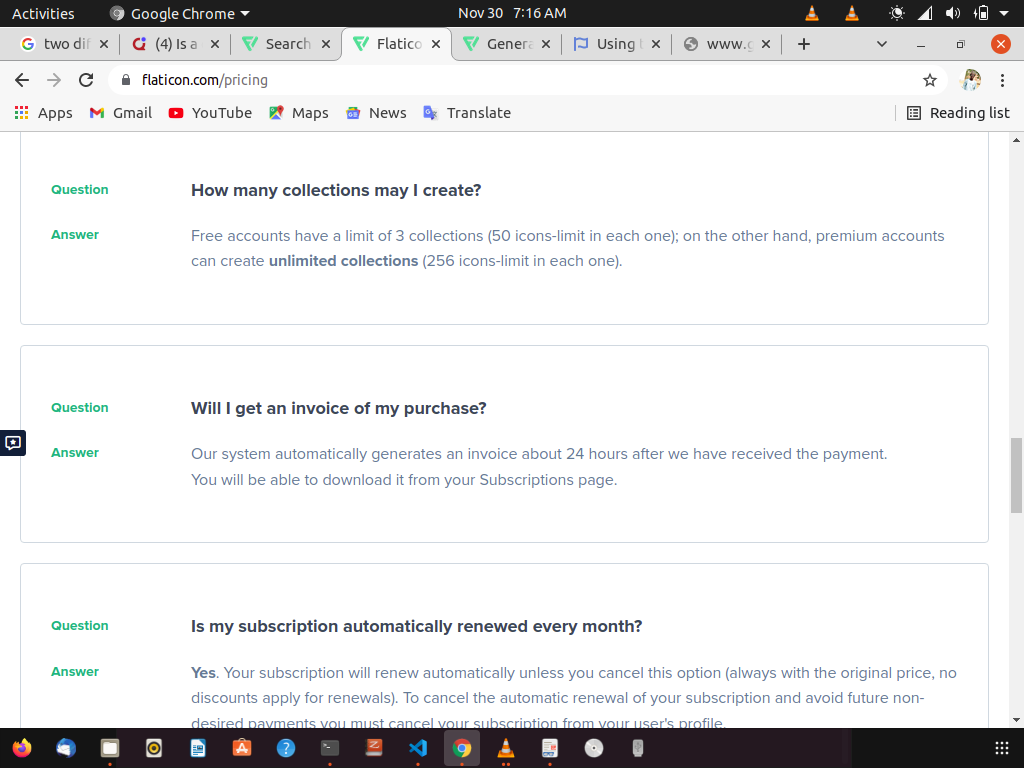 Activities Google Chrome Nov 30 7:16 AM
two dif (4) Is a Search Flatico Genera Using www.g
flaticon.com/pricing
Apps Gmail YouTube Maps News Translate Reading list
Question How many collections may I create?
Answer Free accounts have a limit of 3 collections (50 icons-limit in each one); on the other hand, premium accounts
can create unlimited collections (256 icons-limit in each one).
Question Will I get an invoice of my purchase?
Answer Our system automatically generates an invoice about 24 hours after we have received the payment.
You will be able to download it from your Subscriptions page.
Question Is my subscription automatically renewed every month?
Answer Yes. Your subscription will renew automatically unless you cancel this option (always with the original price, no
discounts apply for renewals). To cancel the automatic renewal of your subscription and avoid future non-
desired payments you must cancel your subscription from your user's profile.